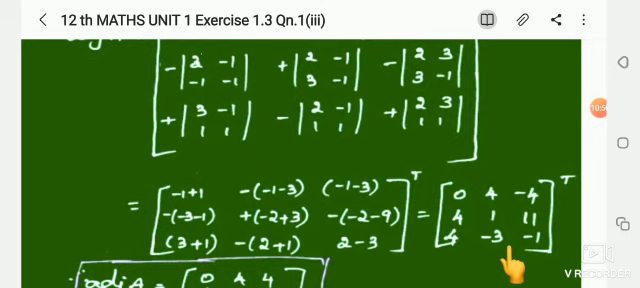 12 th MATHS UNIT 1 Exercise 1.3 Qn.1(iii)
-|2 -1; -1 -1| +|2 -1; 3 -1| -|2 3; 3 -1|
+|3 -1; 1 1| -|2 -1; 1 1| +|2 3; 1 1|
= [-1+1 -(-1-3) (-1-3); -(-3-1) +(-2+3) -(-2-9); (3+1) -(2+1) 2-3]^T = [0 4 -4; 4 1 11; 4 -3 -1]^T
adj A = [0 4 4]
10:5
V RECORDER